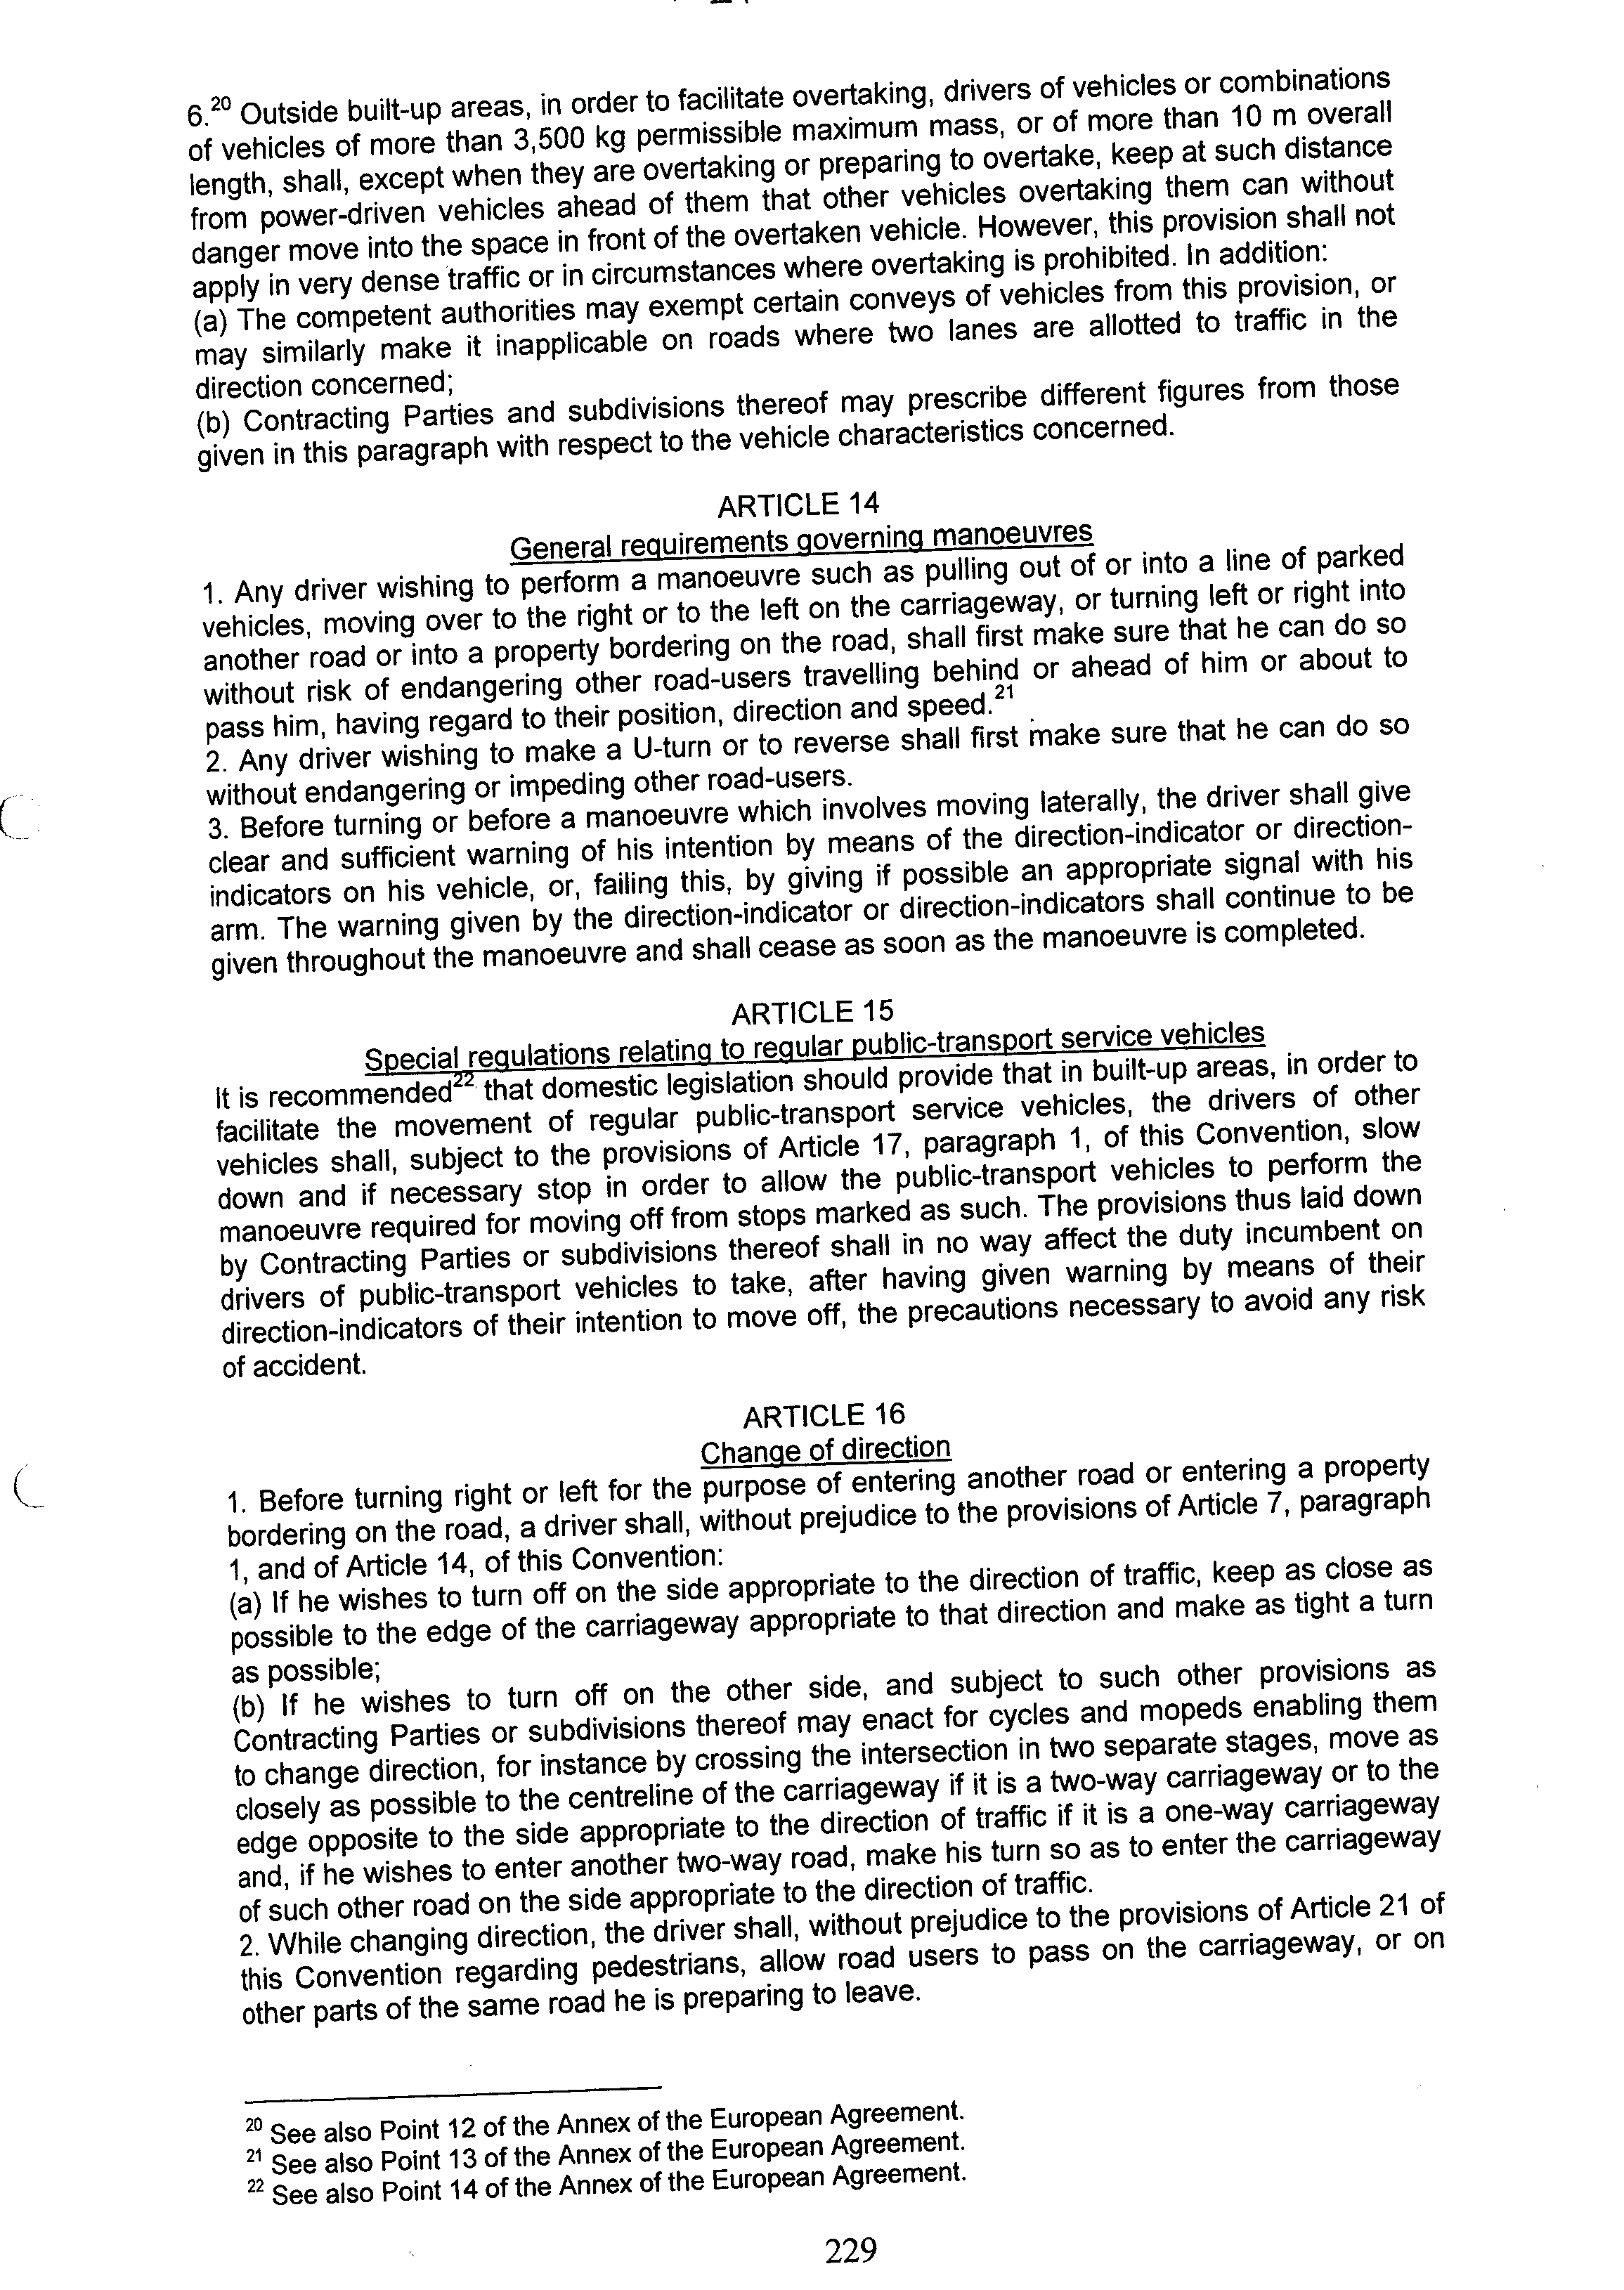 6.20 Outside built-up areas, in order to facilitate overtaking, drivers of vehicles or combinations
of vehicles of more than 3,500 kg permissible maximum mass, or of more than 10 m overall
length, shall, except when they are overtaking or preparing to overtake, keep at such distance
from power-driven vehicles ahead of them that other vehicles overtaking them can without
danger move into the space in front of the overtaken vehicle. However, this provision shall not
apply in very dense traffic or in circumstances where overtaking is prohibited. In addition:
(a) The competent authorities may exempt certain conveys of vehicles from this provision, or
may similarly make it inapplicable on roads where two lanes are allotted to traffic in the
direction concerned;
(b) Contracting Parties and subdivisions thereof may prescribe different figures from those
given in this paragraph with respect to the vehicle characteristics concerned.
ARTICLE 14
General requirements governing manoeuvres
1. Any driver wishing to perform a manoeuvre such as pulling out of or into a line of parked
vehicles, moving over to the right or to the left on the carriageway, or turning left or right into
another road or into a property bordering on the road, shall first make sure that he can do so
without risk of endangering other road-users travelling behind or ahead of him or about to
pass him, having regard to their position, direction and speed.21
2. Any driver wishing to make a U-turn or to reverse shall first make sure that he can do so
without endangering or impeding other road-users.
3. Before turning or before a manoeuvre which involves moving laterally, the driver shall give
clear and sufficient warning of his intention by means of the direction-indicator or direction-
indicators on his vehicle, or, failing this, by giving if possible an appropriate signal with his
arm. The warning given by the direction-indicator or direction-indicators shall continue to be
given throughout the manoeuvre and shall cease as soon as the manoeuvre is completed.
ARTICLE 15
Special regulations relating to regular public-transport service vehicles
It is recommended22 that domestic legislation should provide that in built-up areas, in order to
facilitate the movement of regular public-transport service vehicles, the drivers of other
vehicles shall, subject to the provisions of Article 17, paragraph 1, of this Convention, slow
down and if necessary stop in order to allow the public-transport vehicles to perform the
manoeuvre required for moving off from stops marked as such. The provisions thus laid down
by Contracting Parties or subdivisions thereof shall in no way affect the duty incumbent on
drivers of public-transport vehicles to take, after having given warning by means of their
direction-indicators of their intention to move off, the precautions necessary to avoid any risk
of accident.
ARTICLE 16
Change of direction
1. Before turning right or left for the purpose of entering another road or entering a property
bordering on the road, a driver shall, without prejudice to the provisions of Article 7, paragraph
1, and of Article 14, of this Convention:
(a) If he wishes to turn off on the side appropriate to the direction of traffic, keep as close as
possible to the edge of the carriageway appropriate to that direction and make as tight a turn
as possible;
(b) If he wishes to turn off on the other side, and subject to such other provisions as
Contracting Parties or subdivisions thereof may enact for cycles and mopeds enabling them
to change direction, for instance by crossing the intersection in two separate stages, move as
closely as possible to the centreline of the carriageway if it is a two-way carriageway or to the
edge opposite to the side appropriate to the direction of traffic if it is a one-way carriageway
and, if he wishes to enter another two-way road, make his turn so as to enter the carriageway
of such other road on the side appropriate to the direction of traffic.
2. While changing direction, the driver shall, without prejudice to the provisions of Article 21 of
this Convention regarding pedestrians, allow road users to pass on the carriageway, or on
other parts of the same road he is preparing to leave.
20 See also Point 12 of the Annex of the European Agreement.
21 See also Point 13 of the Annex of the European Agreement.
22 See also Point 14 of the Annex of the European Agreement.
229